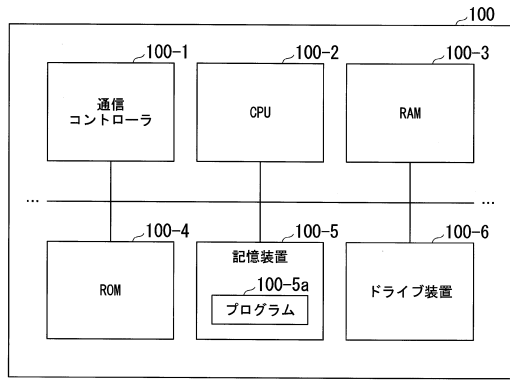 100
100-1
通信
コントローラ
100-2
CPU
100-3
RAM
...
...
100-4
ROM
100-5
記憶装置
100-5a
プログラム
100-6
ドライブ装置